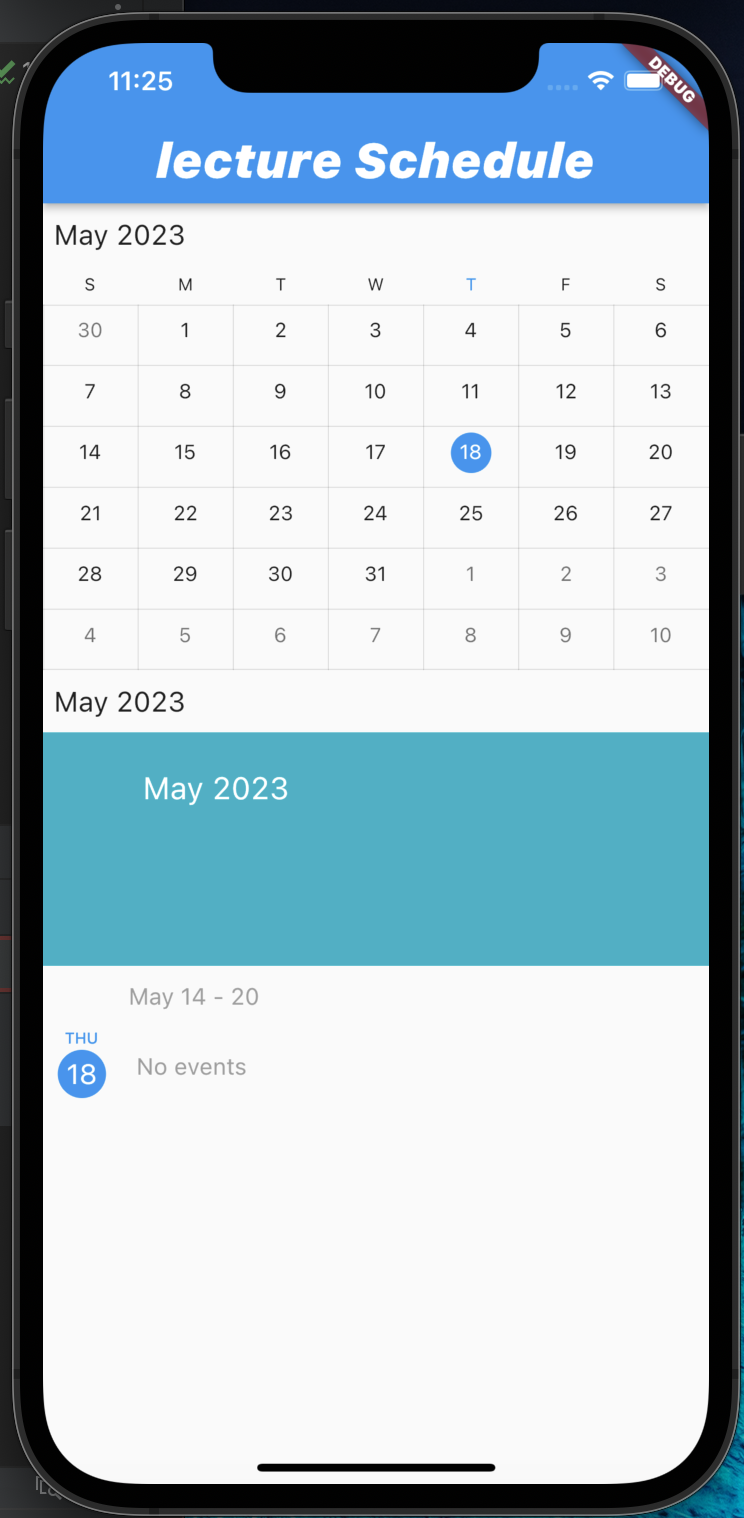 11:25
DEBUG
lecture Schedule
May 2023
S M T W T F S
30 1 2 3 4 5 6
7 8 9 10 11 12 13
14 15 16 17 18 19 20
21 22 23 24 25 26 27
28 29 30 31 1 2 3
4 5 6 7 8 9 10
May 2023
May 2023
May 14 - 20
THU
18
No events